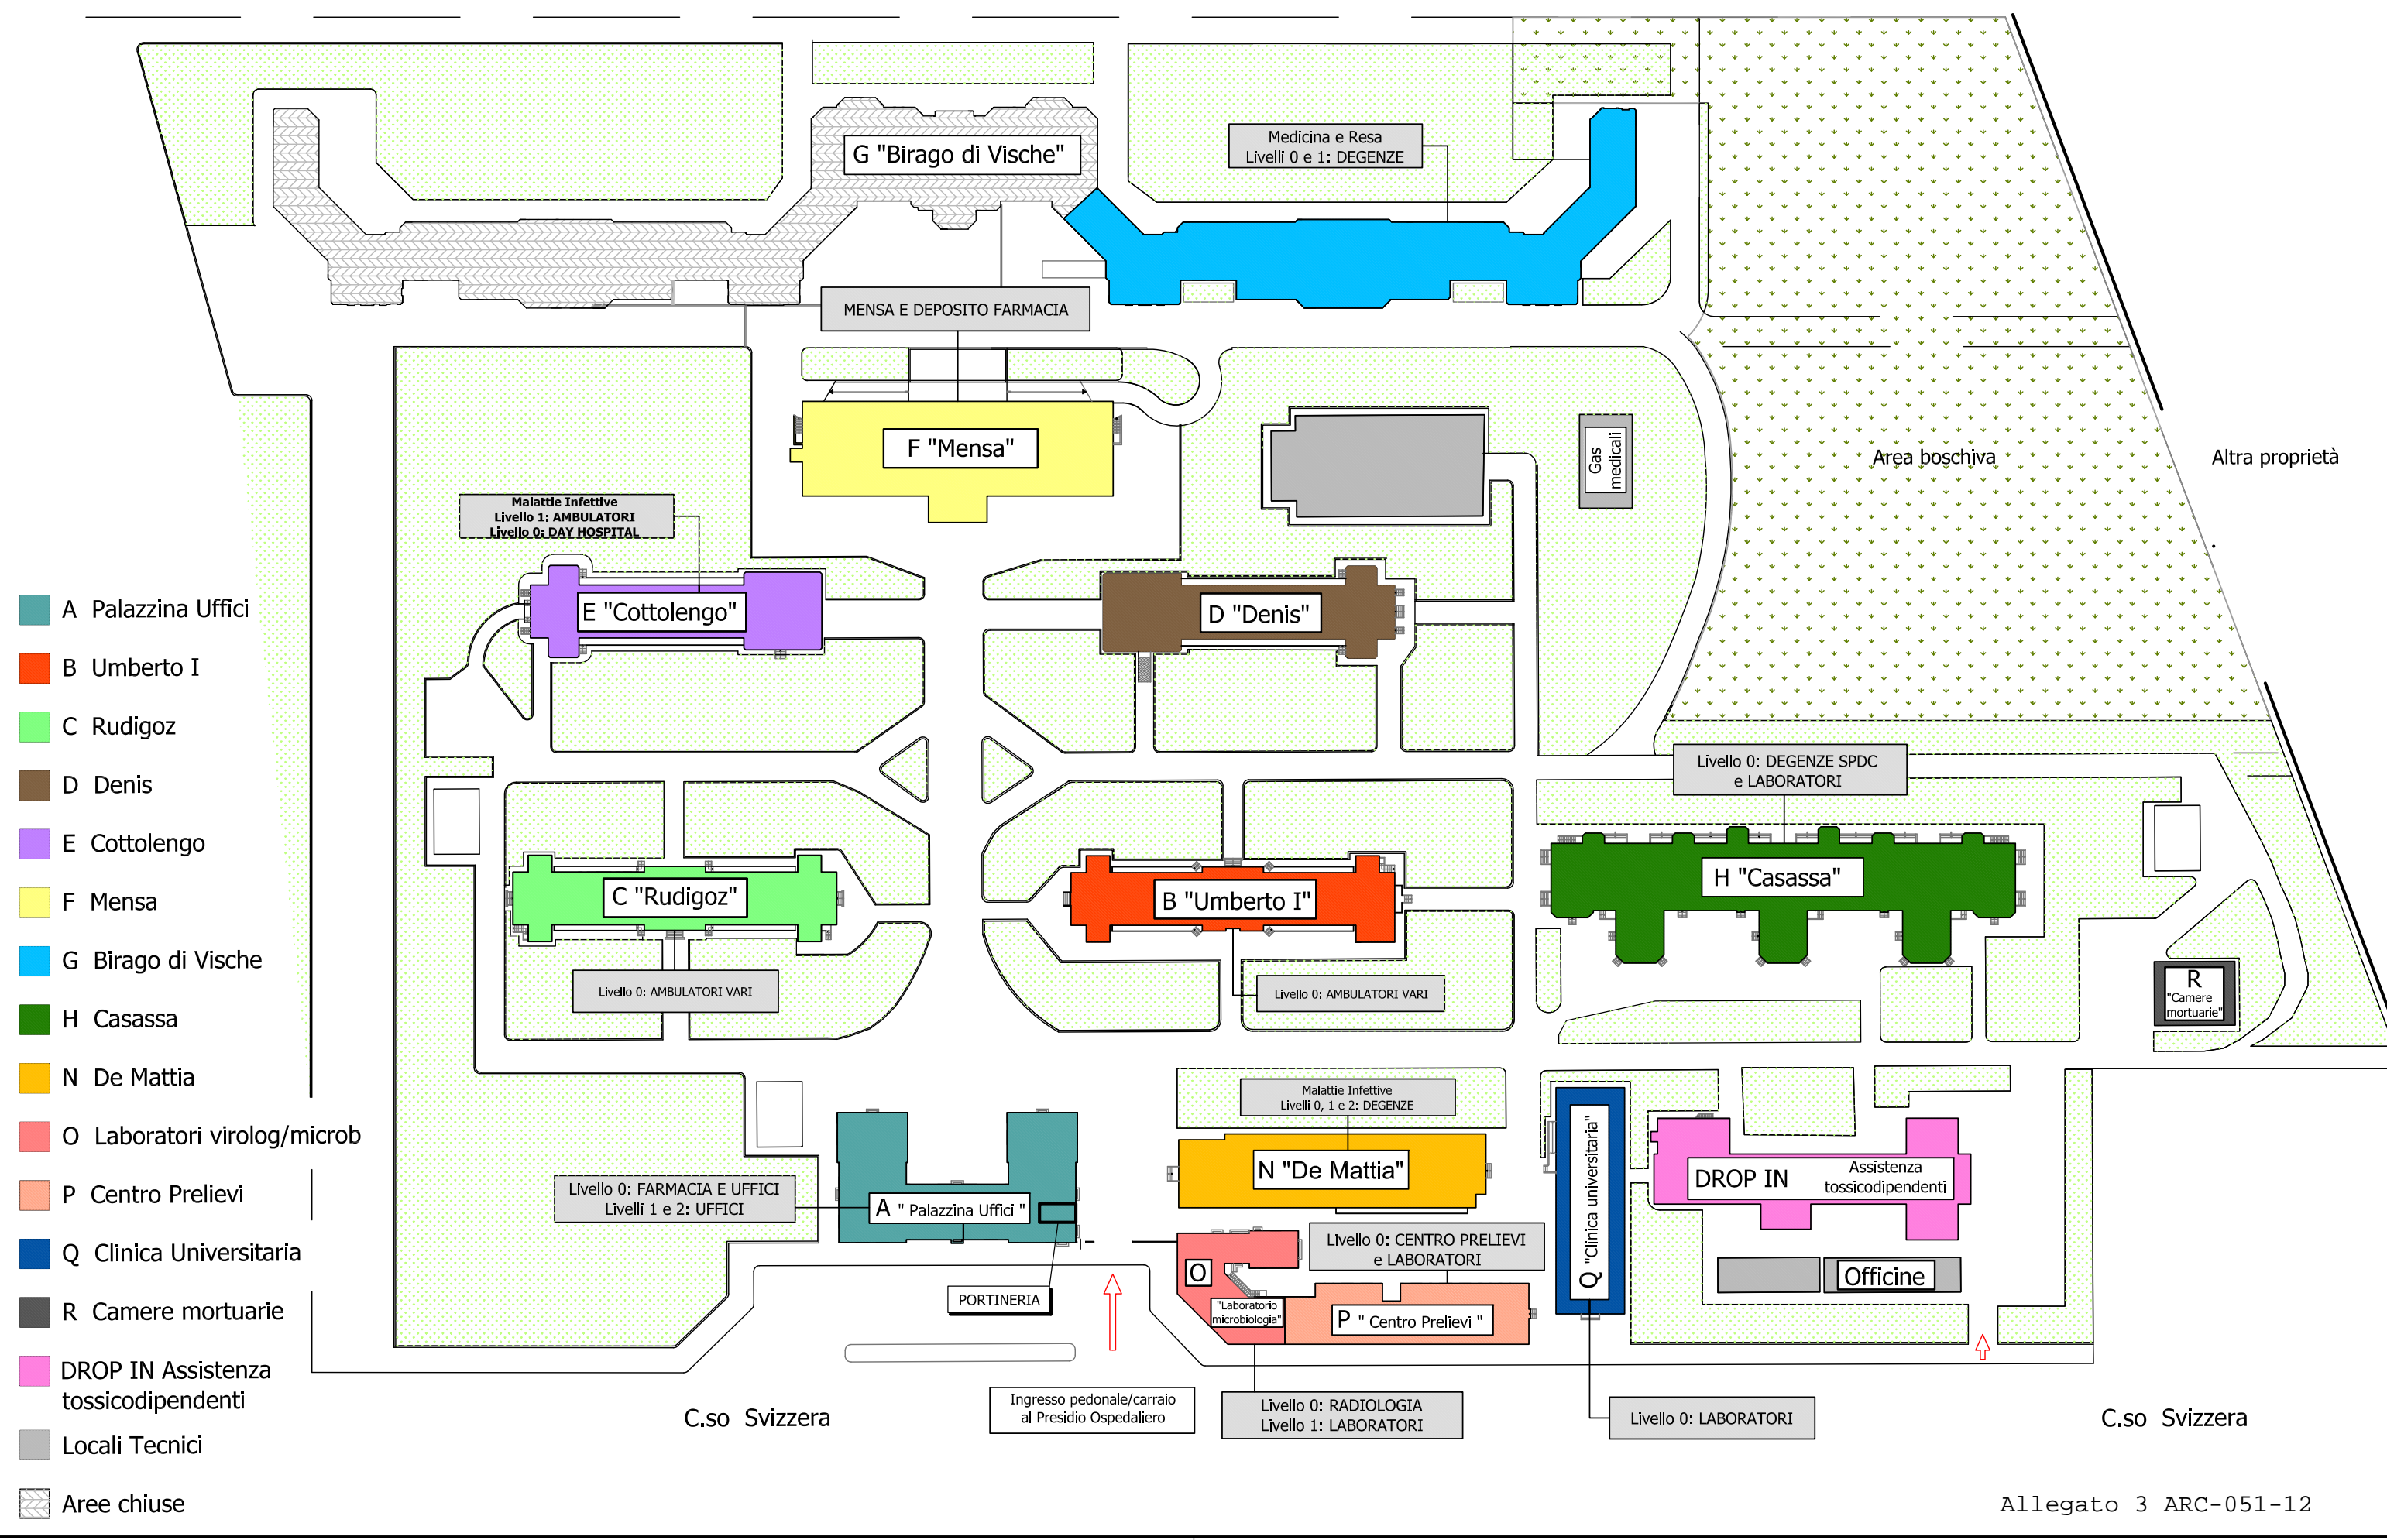 G "Birago di Vische"
Medicina e Resa
Livelli 0 e 1: DEGENZE
MENSA E DEPOSITO FARMACIA
F "Mensa"
Gas
medicali
Area boschiva
Altra proprietà
Malattie Infettive
Livello 1: AMBULATORI
Livello 0: DAY HOSPITAL
E "Cottolengo"
D "Denis"
Livello 0: DEGENZE SPDC
e LABORATORI
C "Rudigoz"
B "Umberto I"
H "Casassa"
Livello 0: AMBULATORI VARI
Livello 0: AMBULATORI VARI
R
"Camere
mortuarie"
Malattie Infettive
Livelli 0, 1 e 2: DEGENZE
N "De Mattia"
Q "Clinica universitaria"
DROP IN
Assistenza
tossicodipendenti
Livello 0: FARMACIA E UFFICI
Livelli 1 e 2: UFFICI
A " Palazzina Uffici "
Livello 0: CENTRO PRELIEVI
e LABORATORI
O
"Laboratorio
microbiologia"
P " Centro Prelievi "
Officine
PORTINERIA
Ingresso pedonale/carraio
al Presidio Ospedaliero
Livello 0: RADIOLOGIA
Livello 1: LABORATORI
Livello 0: LABORATORI
C.so Svizzera
C.so Svizzera
A Palazzina Uffici
B Umberto I
C Rudigoz
D Denis
E Cottolengo
F Mensa
G Birago di Vische
H Casassa
N De Mattia
O Laboratori virolog/microb
P Centro Prelievi
Q Clinica Universitaria
R Camere mortuarie
DROP IN Assistenza
tossicodipendenti
Locali Tecnici
Aree chiuse
Allegato 3 ARC-051-12